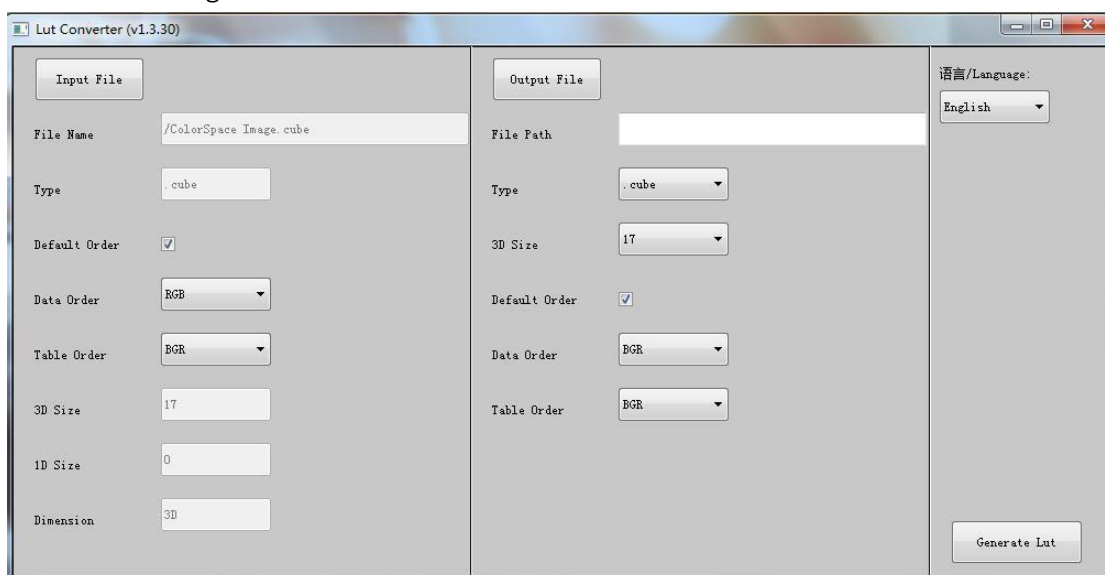 Lut Converter (v1.3.30)
Input File
File Name
/ColorSpace Image.cube
Type
.cube
Default Order
Data Order
RGB
Table Order
BGR
3D Size
17
1D Size
0
Dimension
3D
Output File
File Path
Type
.cube
3D Size
17
Default Order
Data Order
BGR
Table Order
BGR
语言/Language:
English
Generate Lut